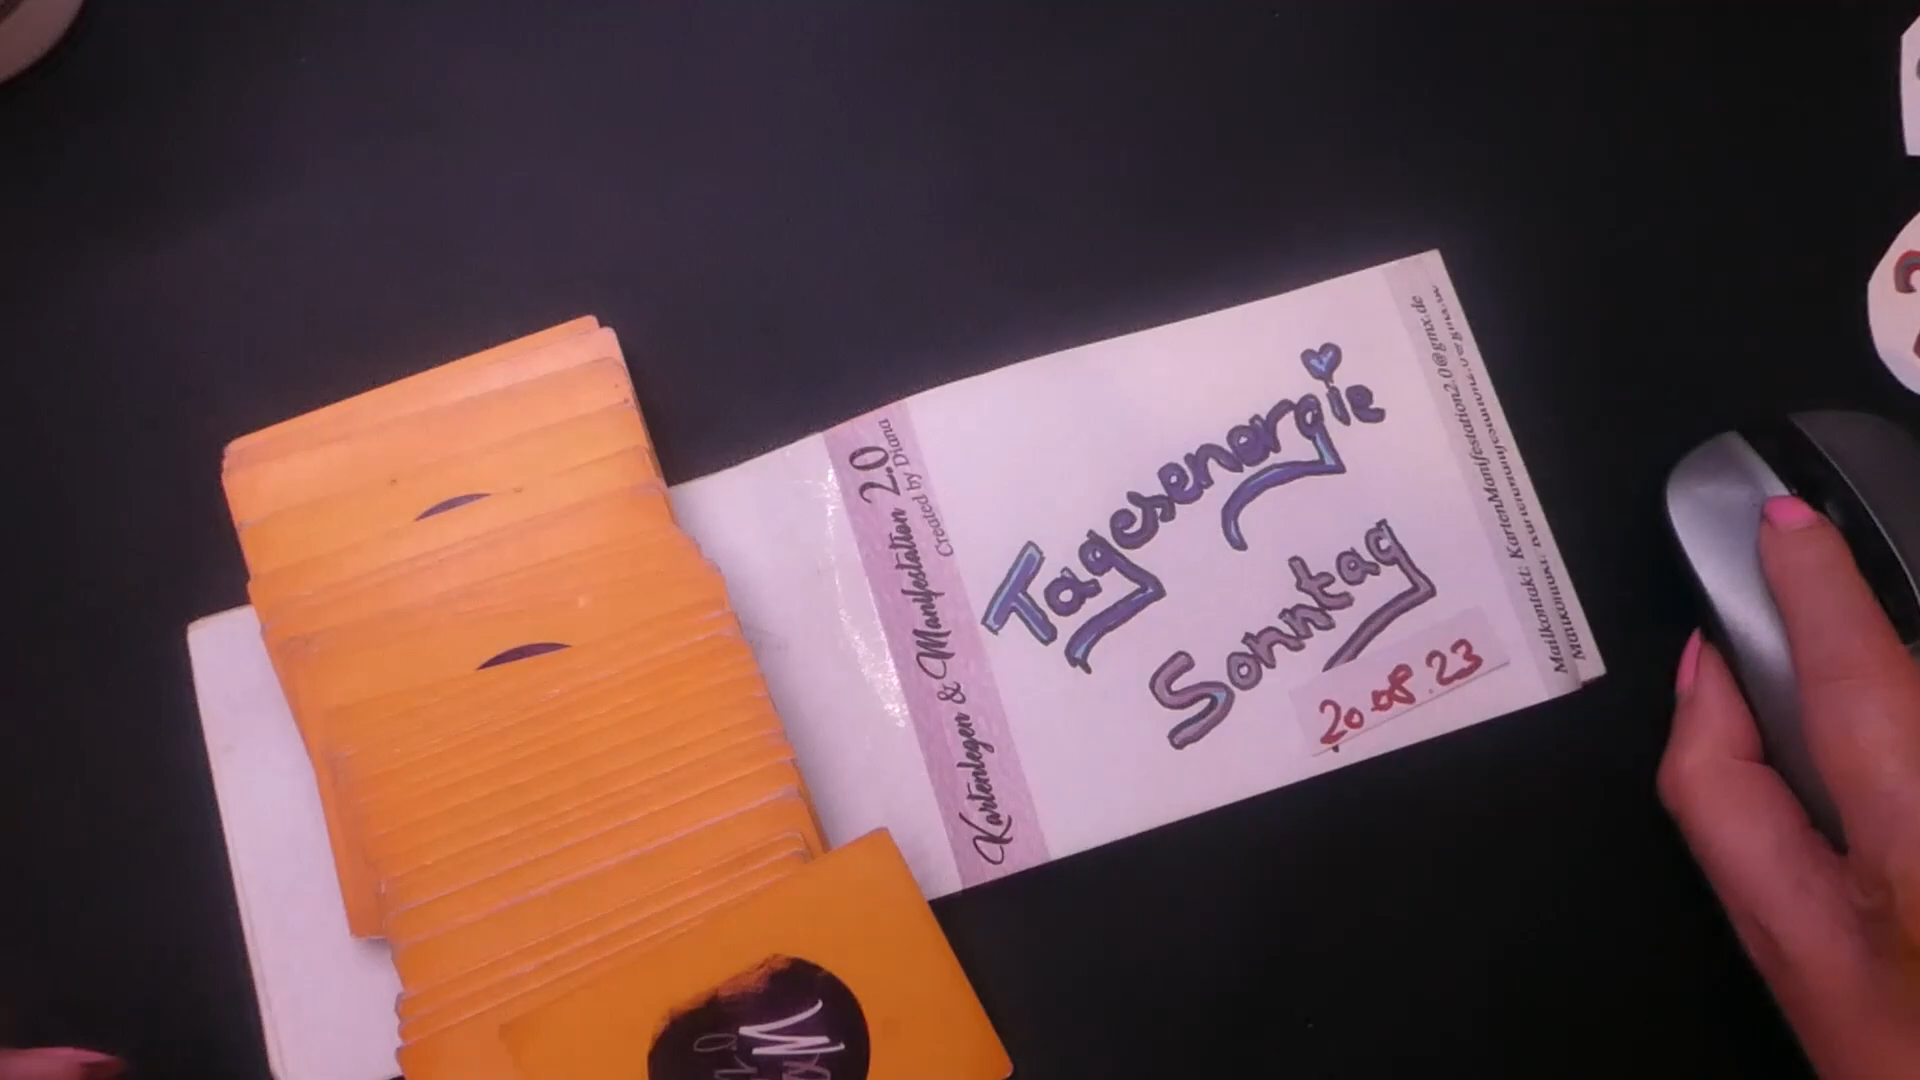 Kartenlegen & Manifestation 2.0
Created by Diana
Tagesenergie
Sonntag
20.08.23
Mailkontakt: KartenManifestation2.0@gmx.de